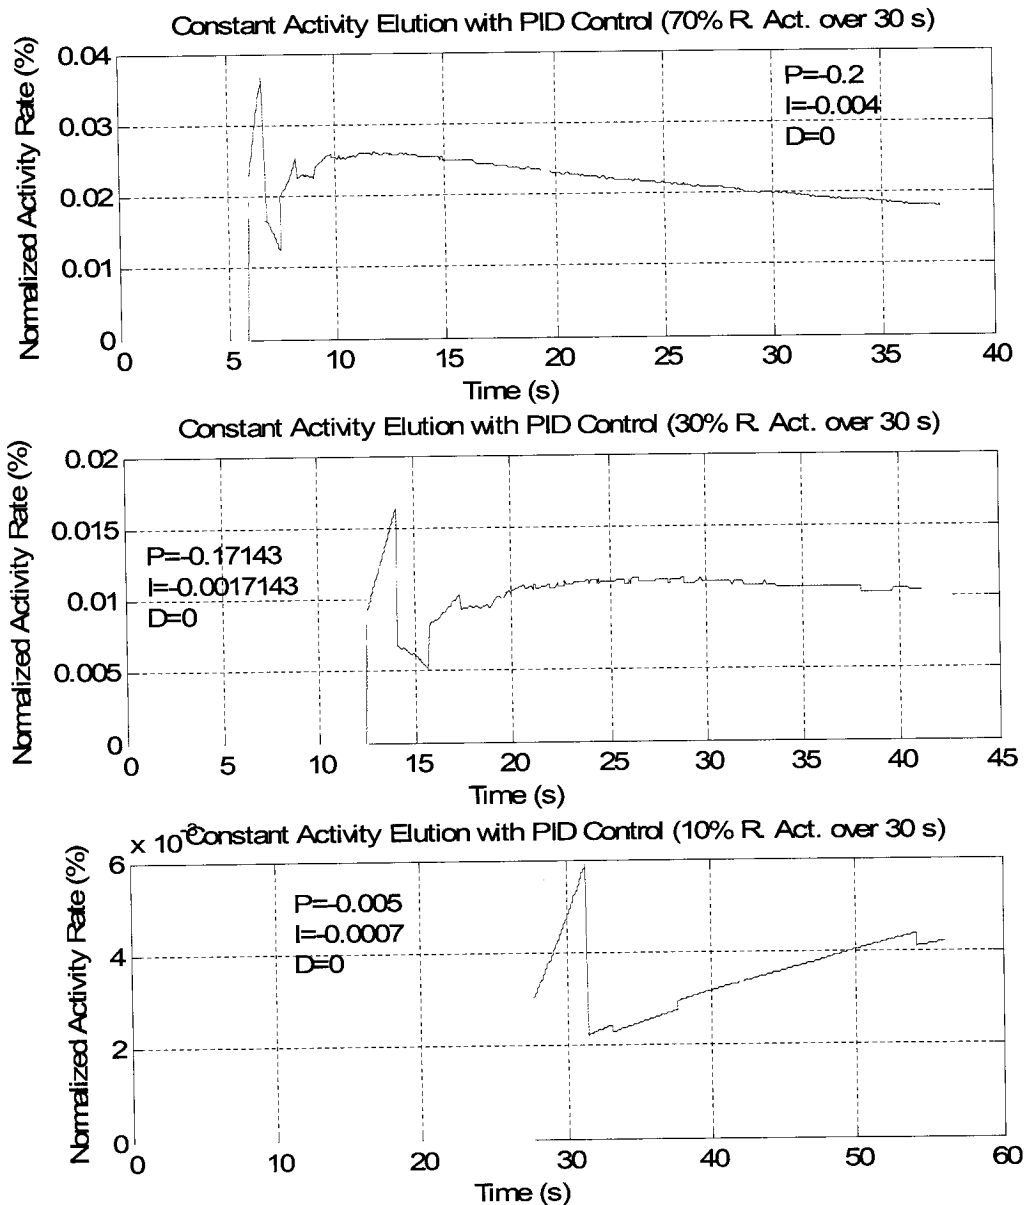 Constant Activity Elution with PID Control (70% R. Act. over 30 s)
Normalized Activity Rate (%)
0.04
0.03
0.02
0.01
0
P=-0.2
I=-0.004
D=0
0 5 10 15 20 25 30 35 40
Time (s)
Constant Activity Elution with PID Control (30% R. Act. over 30 s)
Normalized Activity Rate (%)
0.02
0.015
0.01
0.005
0
P=-0.17143
I=-0.0017143
D=0
0 5 10 15 20 25 30 35 40 45
Time (s)
x 10
Constant Activity Elution with PID Control (10% R. Act. over 30 s)
Normalized Activity Rate (%)
6
4
2
0
P=-0.005
I=-0.0007
D=0
0 10 20 30 40 50 60
Time (s)